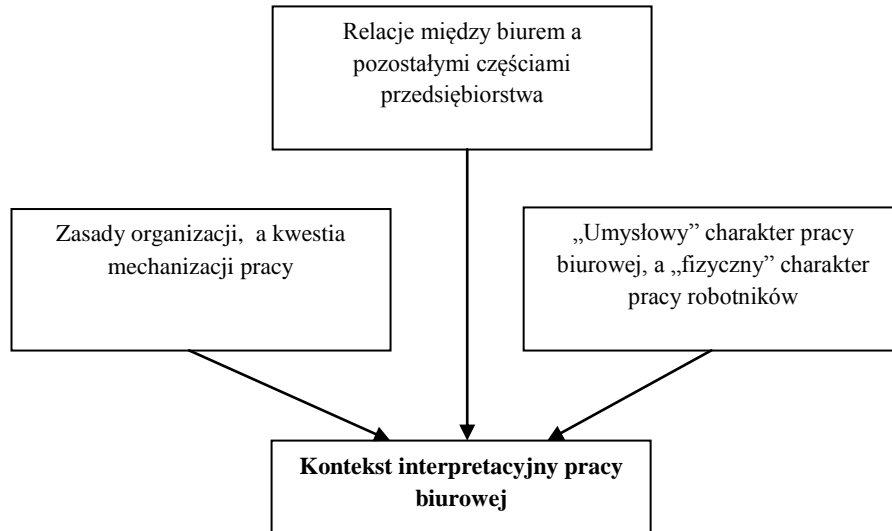 Relacje między biurem a
pozostałymi częściami
przedsiębiorstwa
Zasady organizacji,  a kwestia
mechanizacji pracy
„Umysłowy” charakter pracy
biurowej, a „fizyczny” charakter
pracy robotników
Kontekst interpretacyjny pracy
biurowej